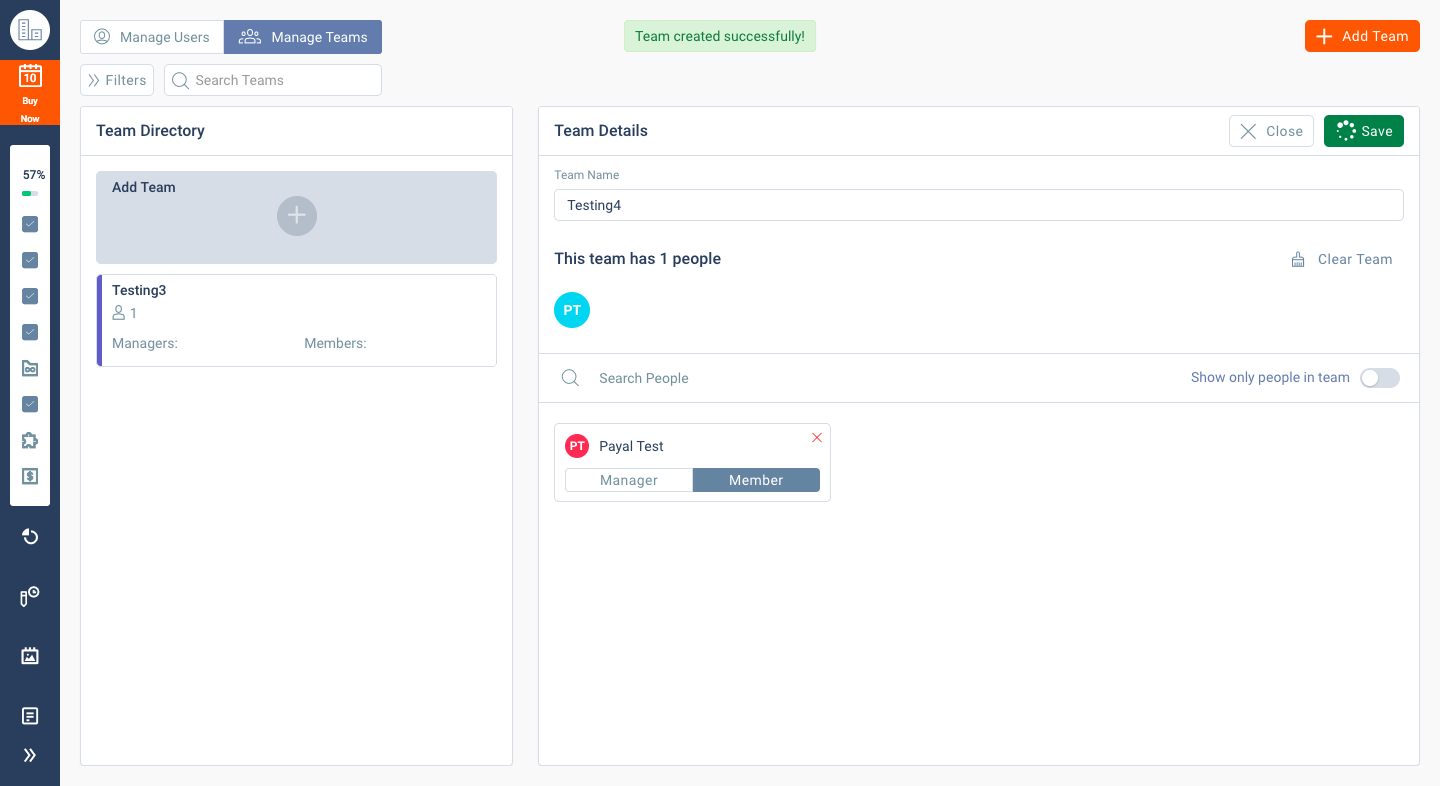 Manage Users
Manage Teams
Team created successfully!
Add Team
10
Buy
Now
Filters
Search Teams
57%
Team Directory
Add Team
Testing3
1
Managers:
Members:
Team Details
Close
Save
Team Name
Testing4
This team has 1 people
Clear Team
PT
Search People
Show only people in team
PT
Payal Test
Manager
Member